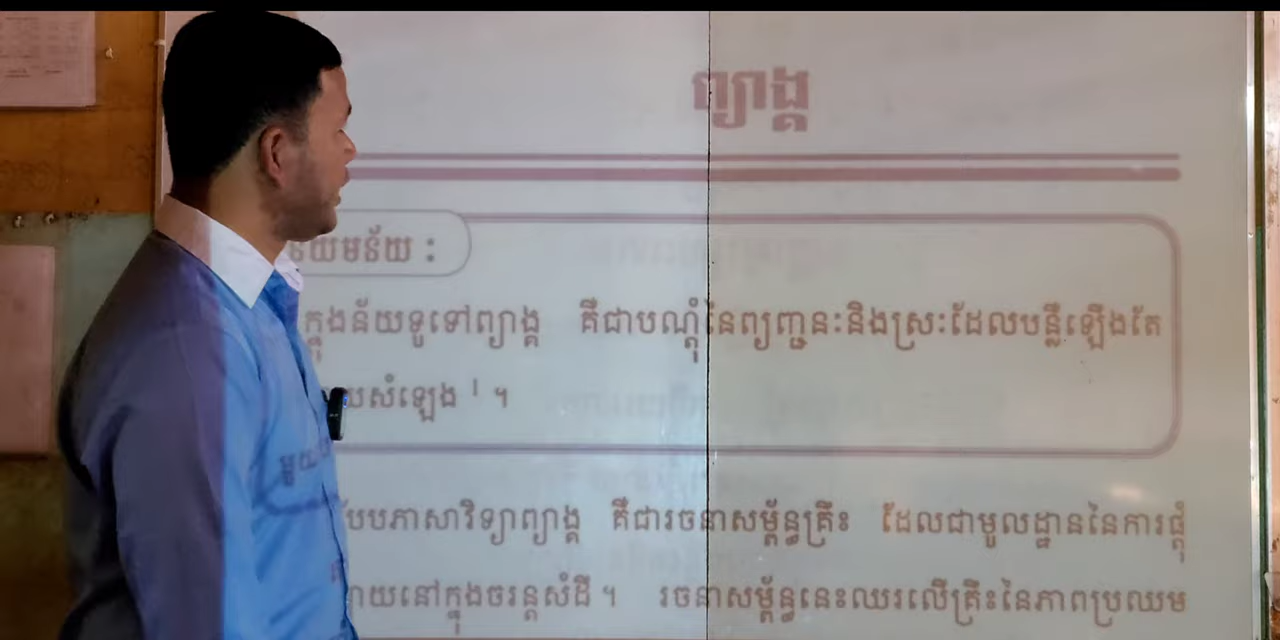 ព្យាង្គ
និយមន័យ ៖
ក្នុងន័យទូទៅព្យាង្គ គឺជាបណ្តុំនៃព្យញ្ជនៈនិងស្រៈដែលបន្លឺឡើងតែ
មួយសំឡេង ។
បែបភាសាវិទ្យាព្យាង្គ គឺជារចនាសម្ព័ន្ធគ្រឹះ ដែលជាមូលដ្ឋាននៃការផ្តុំ
នៅក្នុងចរន្តសំដី ។ រចនាសម្ព័ន្ធនេះឈរលើគ្រឹះនៃភាពប្រឈម